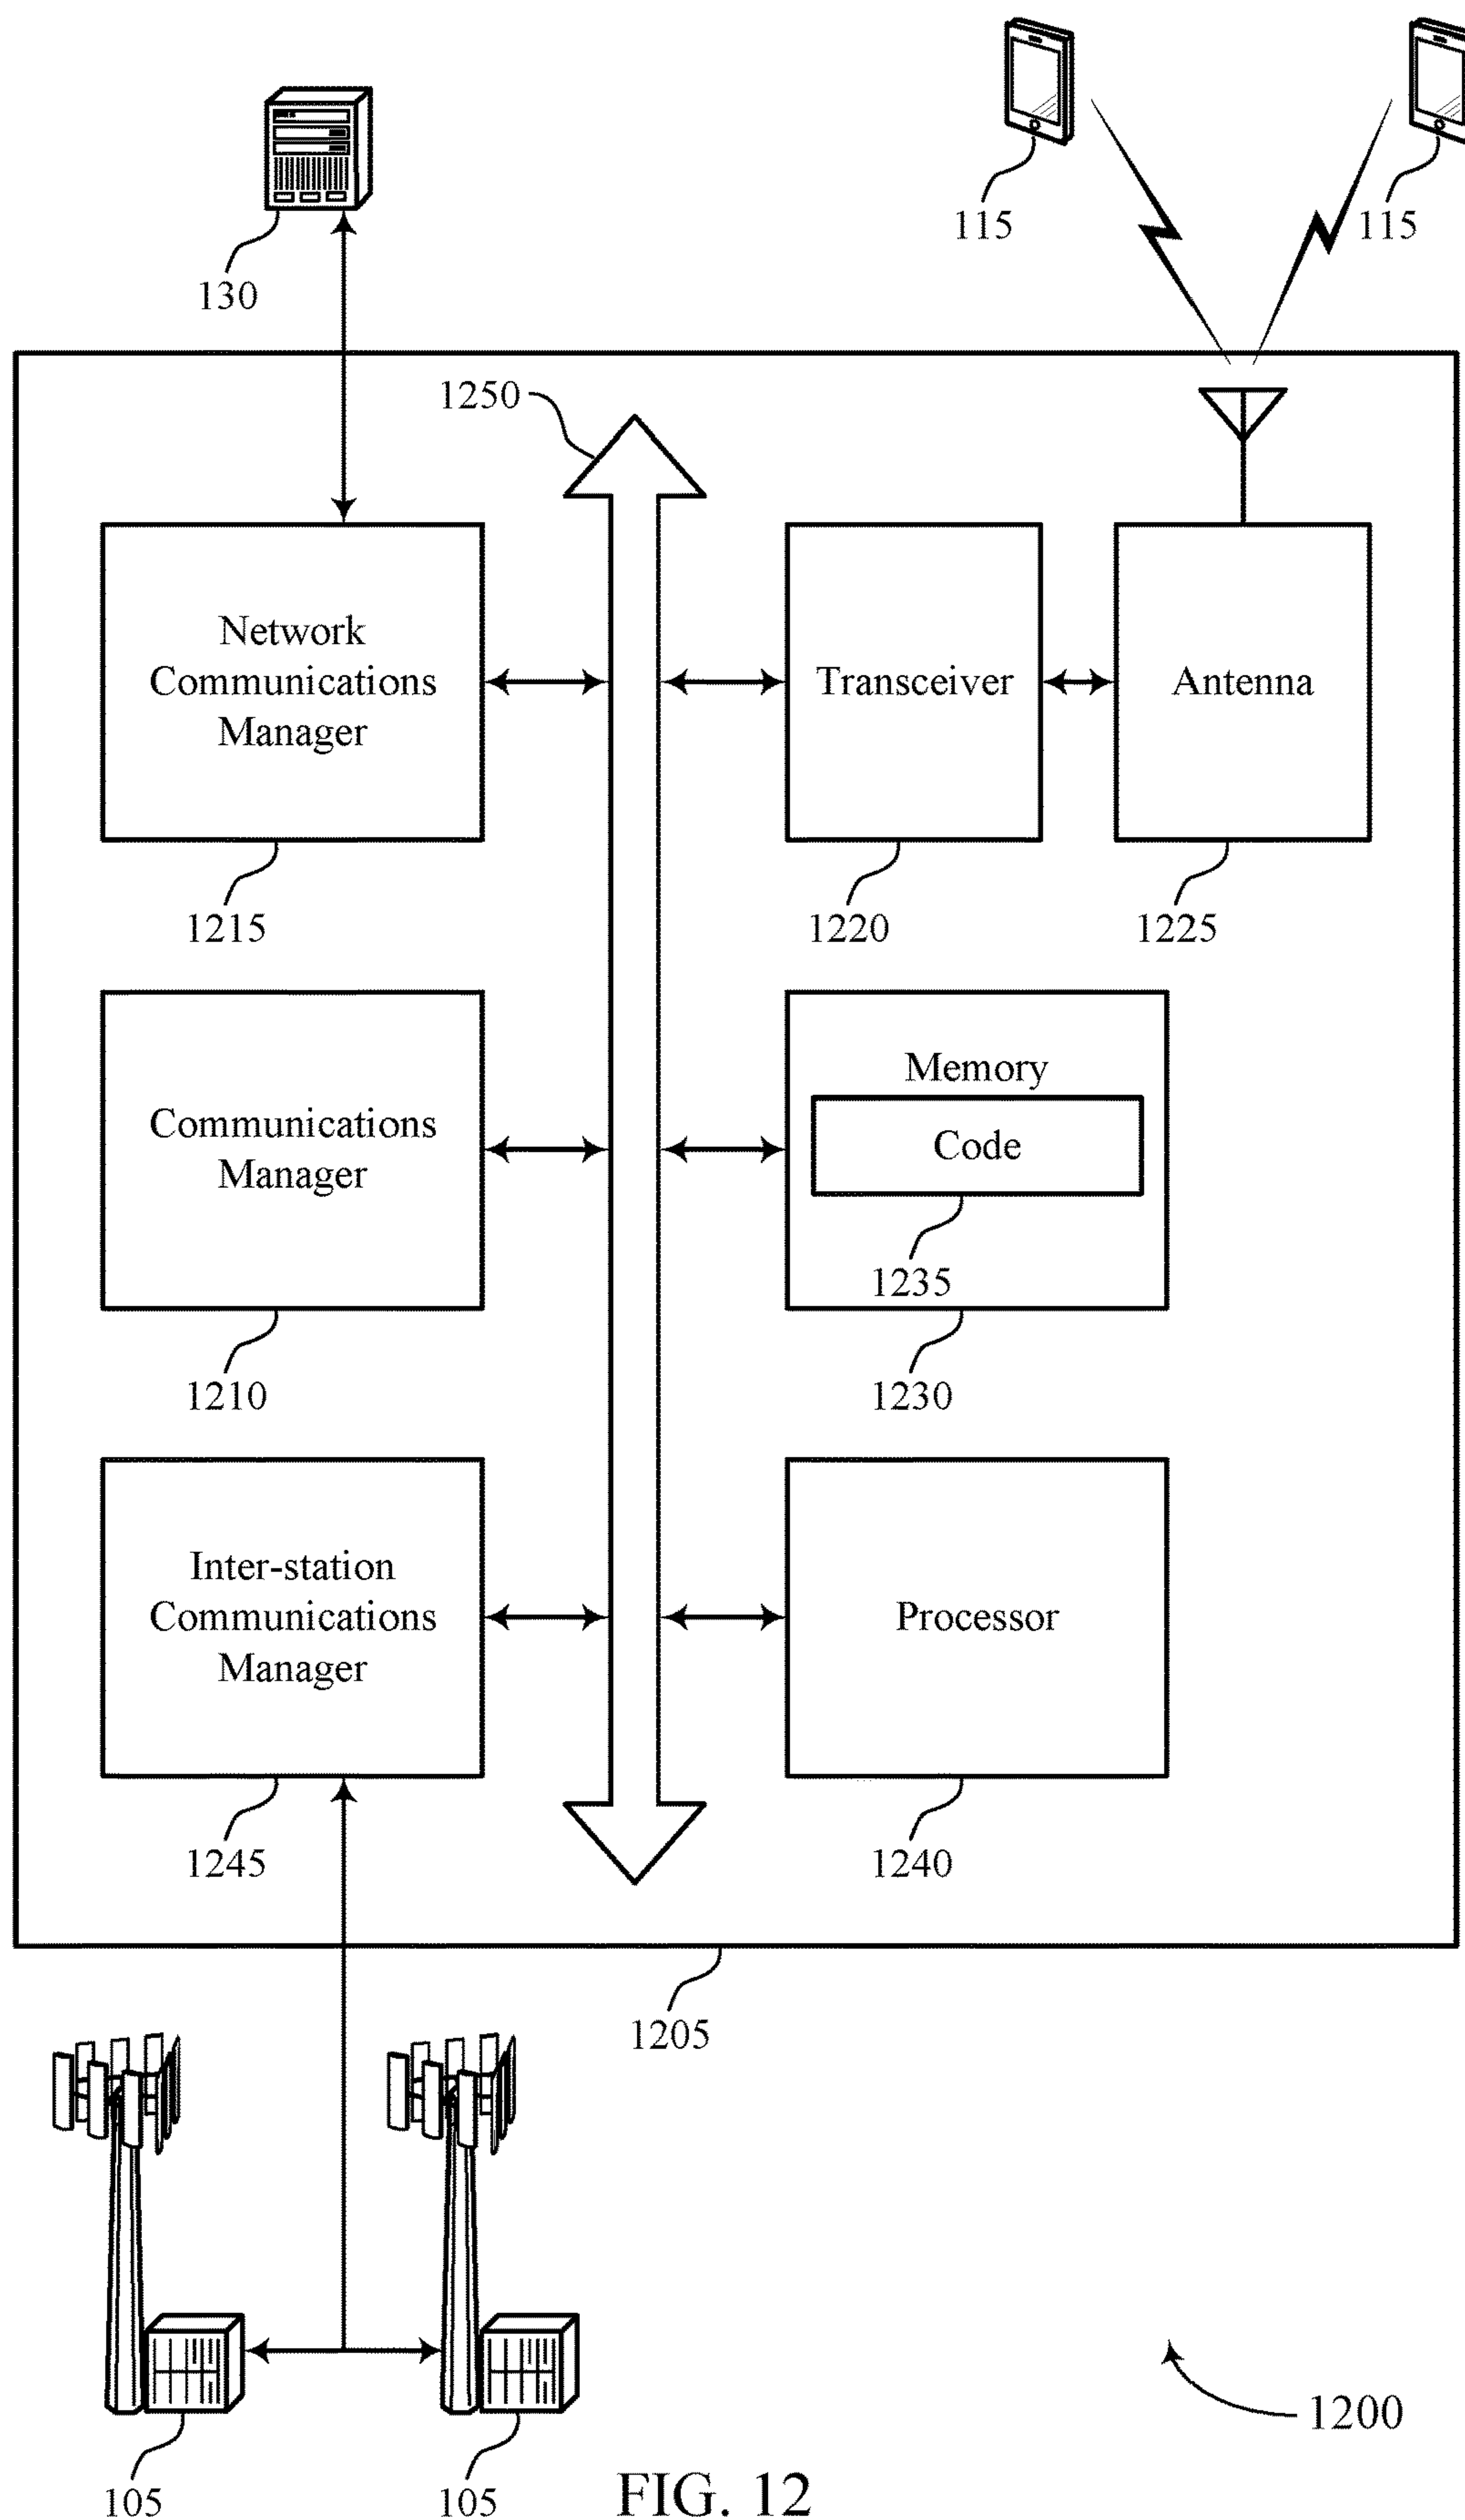 130
115
115
1250
Network
Communications
Manager
Transceiver
Antenna
1215
1220
1225
Communications
Manager
Memory
Code
1235
1210
1230
Inter-station
Communications
Manager
Processor
1245
1240
1205
1200
105
105
FIG. 12